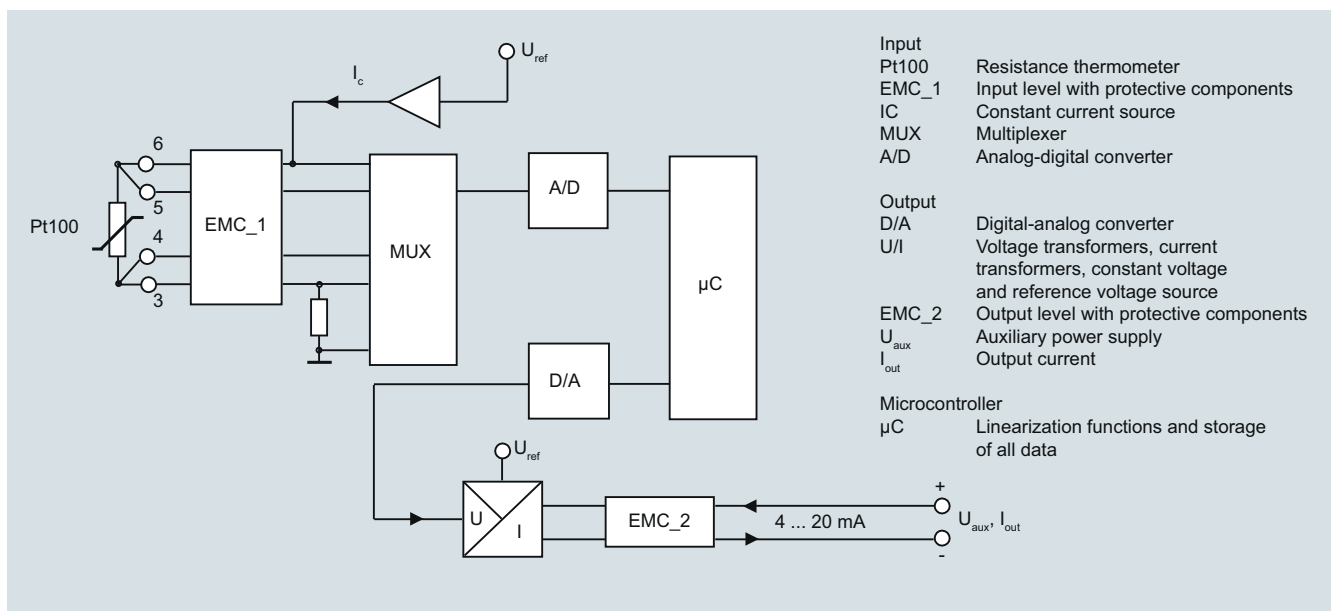 U_ref
I_c
6
5
4
3
Pt100
EMC_1
MUX
A/D
µC
D/A
U_ref
U
I
EMC_2
4 ... 20 mA
+
-
U_aux, I_out
Input
Pt100 Resistance thermometer
EMC_1 Input level with protective components
IC Constant current source
MUX Multiplexer
A/D Analog-digital converter
Output
D/A Digital-analog converter
U/I Voltage transformers, current
transformers, constant voltage
and reference voltage source
EMC_2 Output level with protective components
U_aux Auxiliary power supply
I_out Output current
Microcontroller
µC Linearization functions and storage
of all data